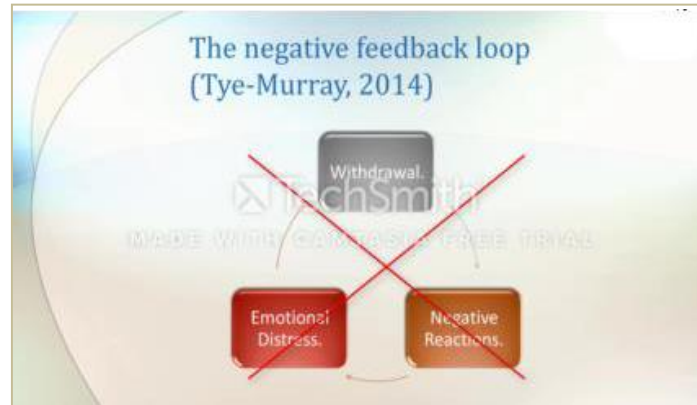 The negative feedback loop
(Tye-Murray, 2014)
Withdrawal.
TechSmith
MADE WITH CAMTASIA FREE TRIAL
Emotional
Distress.
Negative
Reactions.